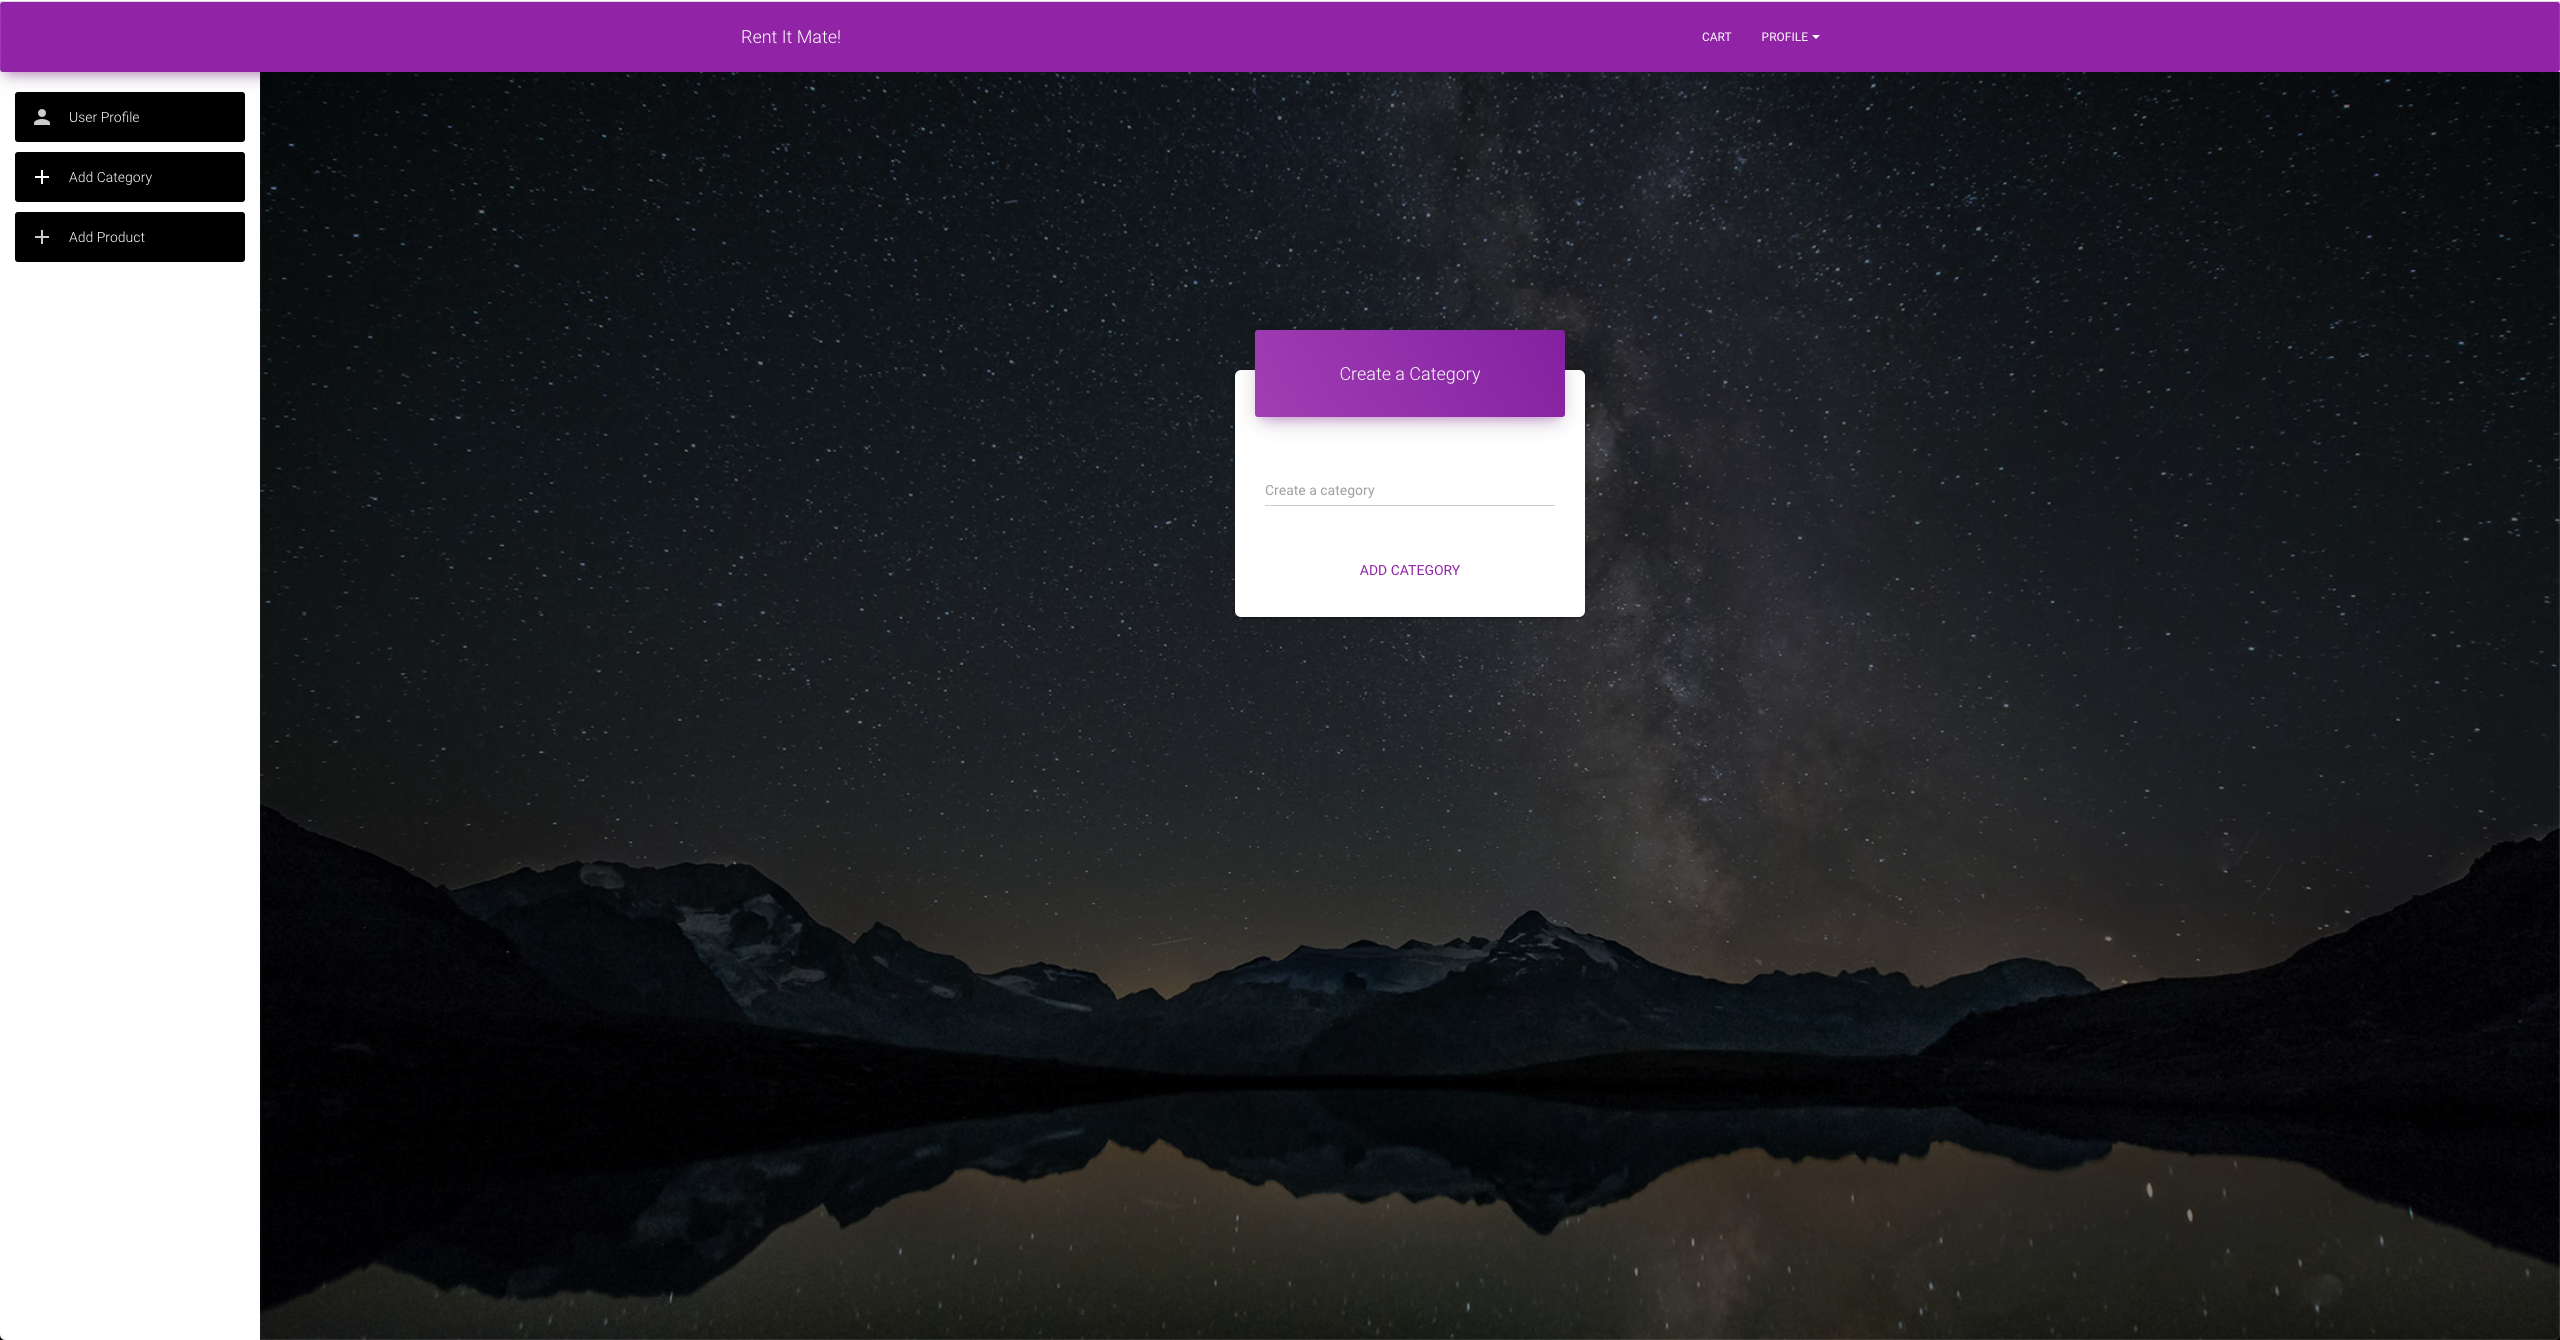 Rent It Mate!
CART
PROFILE
User Profile
Add Category
Add Product
Create a Category
Create a category
ADD CATEGORY